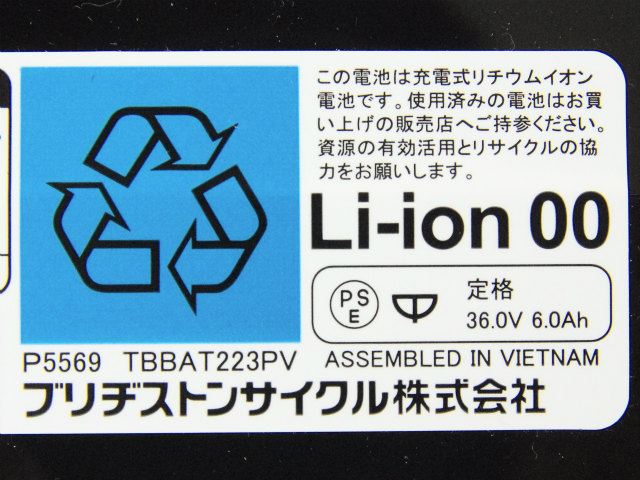 この電池は充電式リチウムイオン
電池です。使用済みの電池はお買
い上げの販売店へご持参ください。
資源の有効活用とリサイクルの協
力をお願いします。
Li-ion 00
PS
E
定格
36.0V 6.0Ah
P5569 TBBAT223PV ASSEMBLED IN VIETNAM
ブリヂストンサイクル株式会社